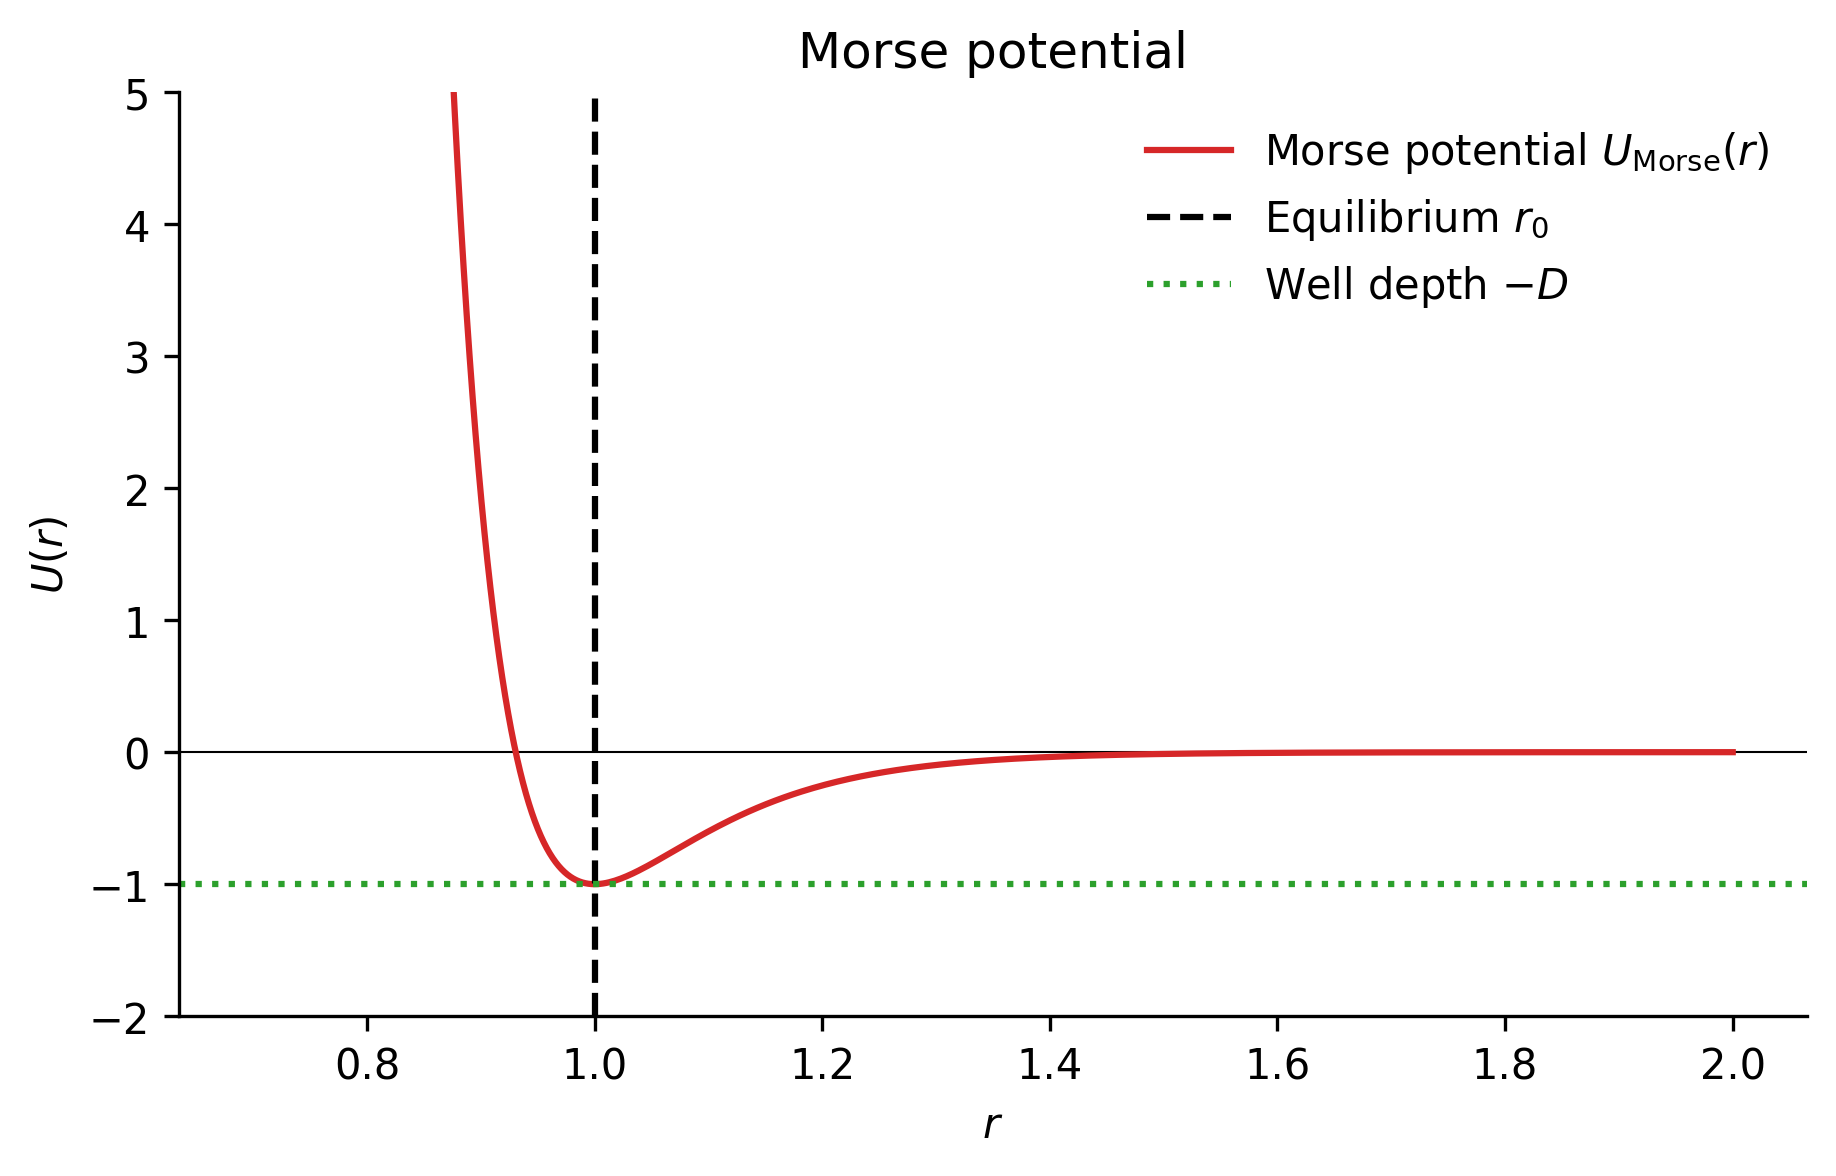 Morse potential
Morse potential U_Morse(r)
Equilibrium r_0
Well depth −D
U(r)
5
4
3
2
1
0
−1
−2
0.8 1.0 1.2 1.4 1.6 1.8 2.0
r